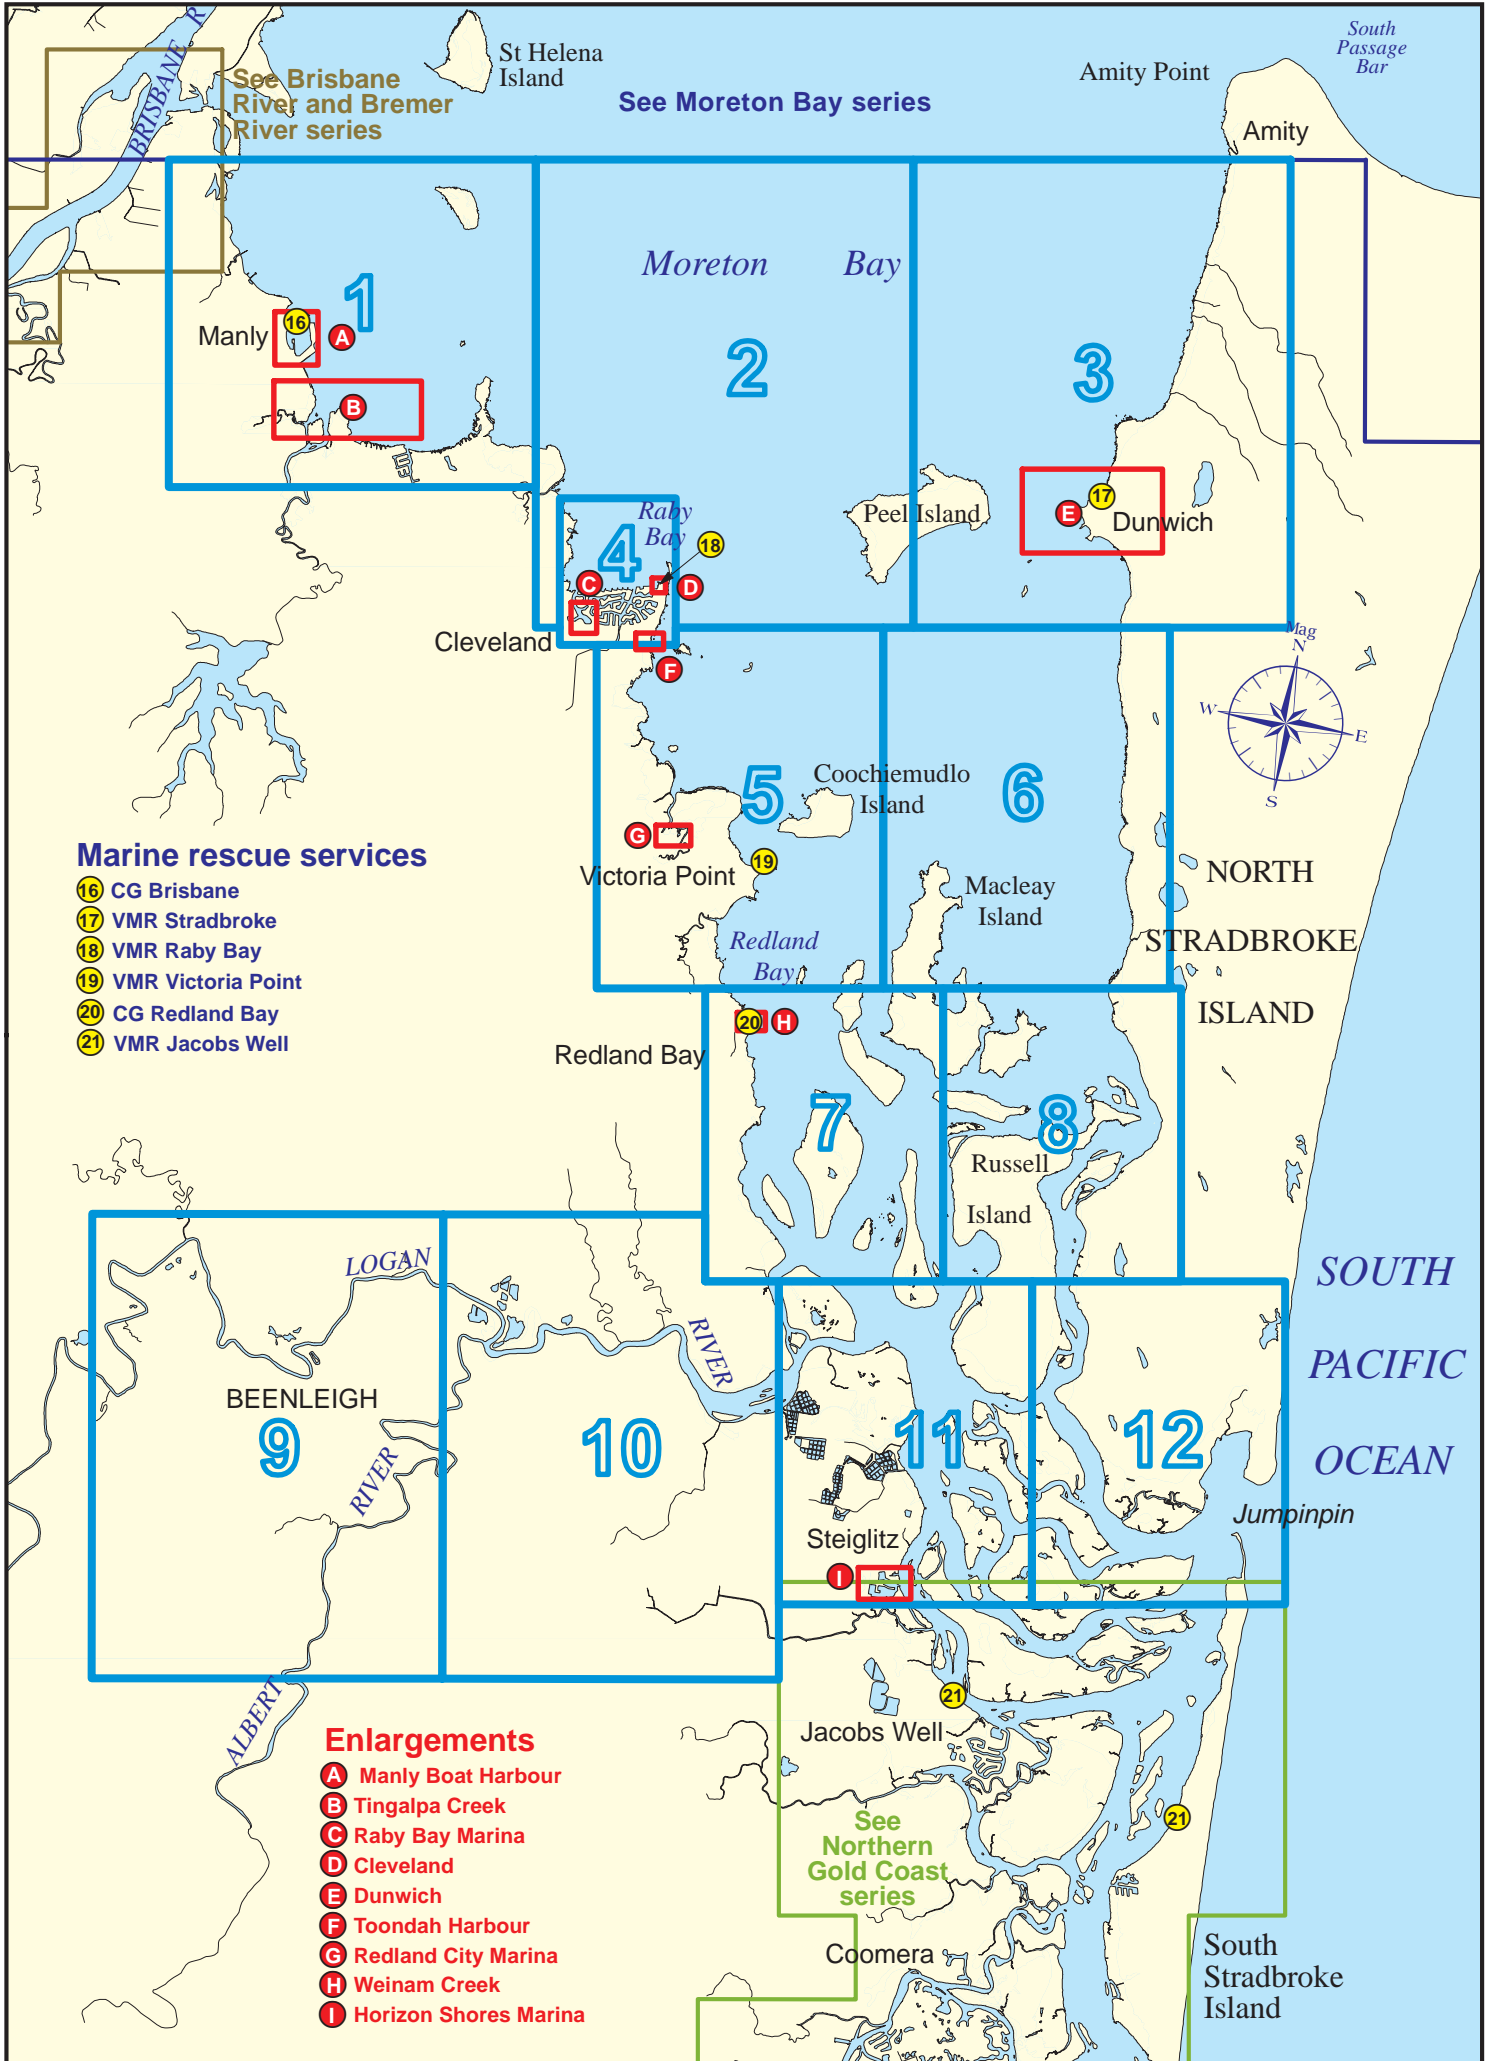 BRISBANE R
See Brisbane
River and Bremer
River series
St Helena
Island
See Moreton Bay series
Amity Point
South
Passage
Bar
Amity
Moreton Bay
1
Manly
16
A
B
2
3
Peel Island
17
E
Dunwich
Raby
Bay
4
18
C
D
Cleveland
F
Mag
N
W
E
S
5
Coochiemudlo
Island
6
G
Victoria Point
19
Macleay
Island
Redland
Bay
NORTH
STRADBROKE
ISLAND
Marine rescue services
16 CG Brisbane
17 VMR Stradbroke
18 VMR Raby Bay
19 VMR Victoria Point
20 CG Redland Bay
21 VMR Jacobs Well
20
H
Redland Bay
7
8
Russell
Island
LOGAN
RIVER
BEENLEIGH
9
RIVER
10
11
12
SOUTH
PACIFIC
OCEAN
Jumpinpin
Steiglitz
I
ALBERT
21
Jacobs Well
21
See
Northern
Gold Coast
series
Coomera
South
Stradbroke
Island
Enlargements
A Manly Boat Harbour
B Tingalpa Creek
C Raby Bay Marina
D Cleveland
E Dunwich
F Toondah Harbour
G Redland City Marina
H Weinam Creek
I Horizon Shores Marina